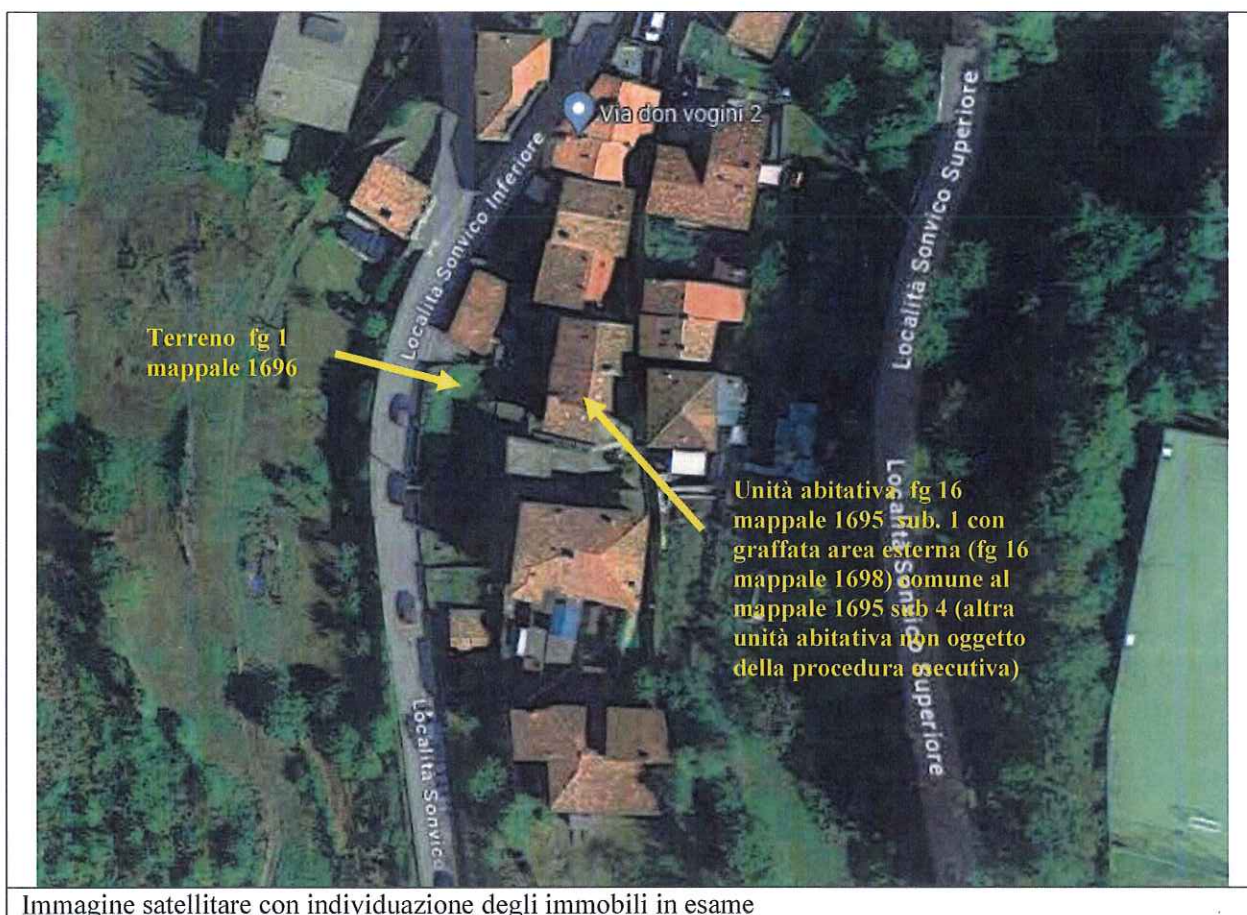 Via don vogini 2
Località Sonvico Inferiore
Località Sonvico Superiore
Terreno fg 1
mappale 1696
Unità abitativa fg 16
mappale 1695 sub. 1 con
graffata area esterna (fg 16
mappale 1698) comune al
mappale 1695 sub 4 (altra
unità abitativa non oggetto
della procedura esecutiva)
Località Sonvico Superiore
Località Sonvico
Immagine satellitare con individuazione degli immobili in esame